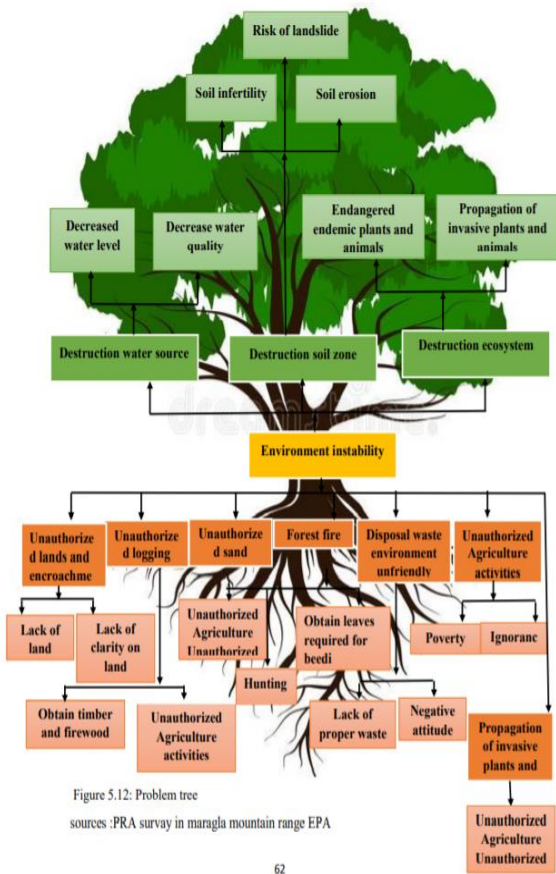 Risk of landslide
Soil infertility
Soil erosion
Decreased
water level
Decrease water
quality
Endangered
endemic plants and
animals
Propagation of
invasive plants and
animals
Destruction water source
Destruction soil zone
Destruction ecosystem
dreamstime.
Environment instability
Unauthorize
d lands and
encroachme
Unauthorize
d logging
Unauthorize
d sand
Forest fire
Disposal waste
environment
unfriendly
Unauthorized
Agriculture
activities
Lack of
land
Lack of
clarity on
land
Unauthorized
Agriculture
Unauthorized
Obtain leaves
required for
beedi
Poverty
Ignoranc
Hunting
Obtain timber
and firewood
Unauthorized
Agriculture
activities
Lack of
proper waste
Negative
attitude
Propagation
of invasive
plants and
Unauthorized
Agriculture
Unauthorized
Figure 5.12: Problem tree
sources :PRA survay in maragla mountain range EPA
62